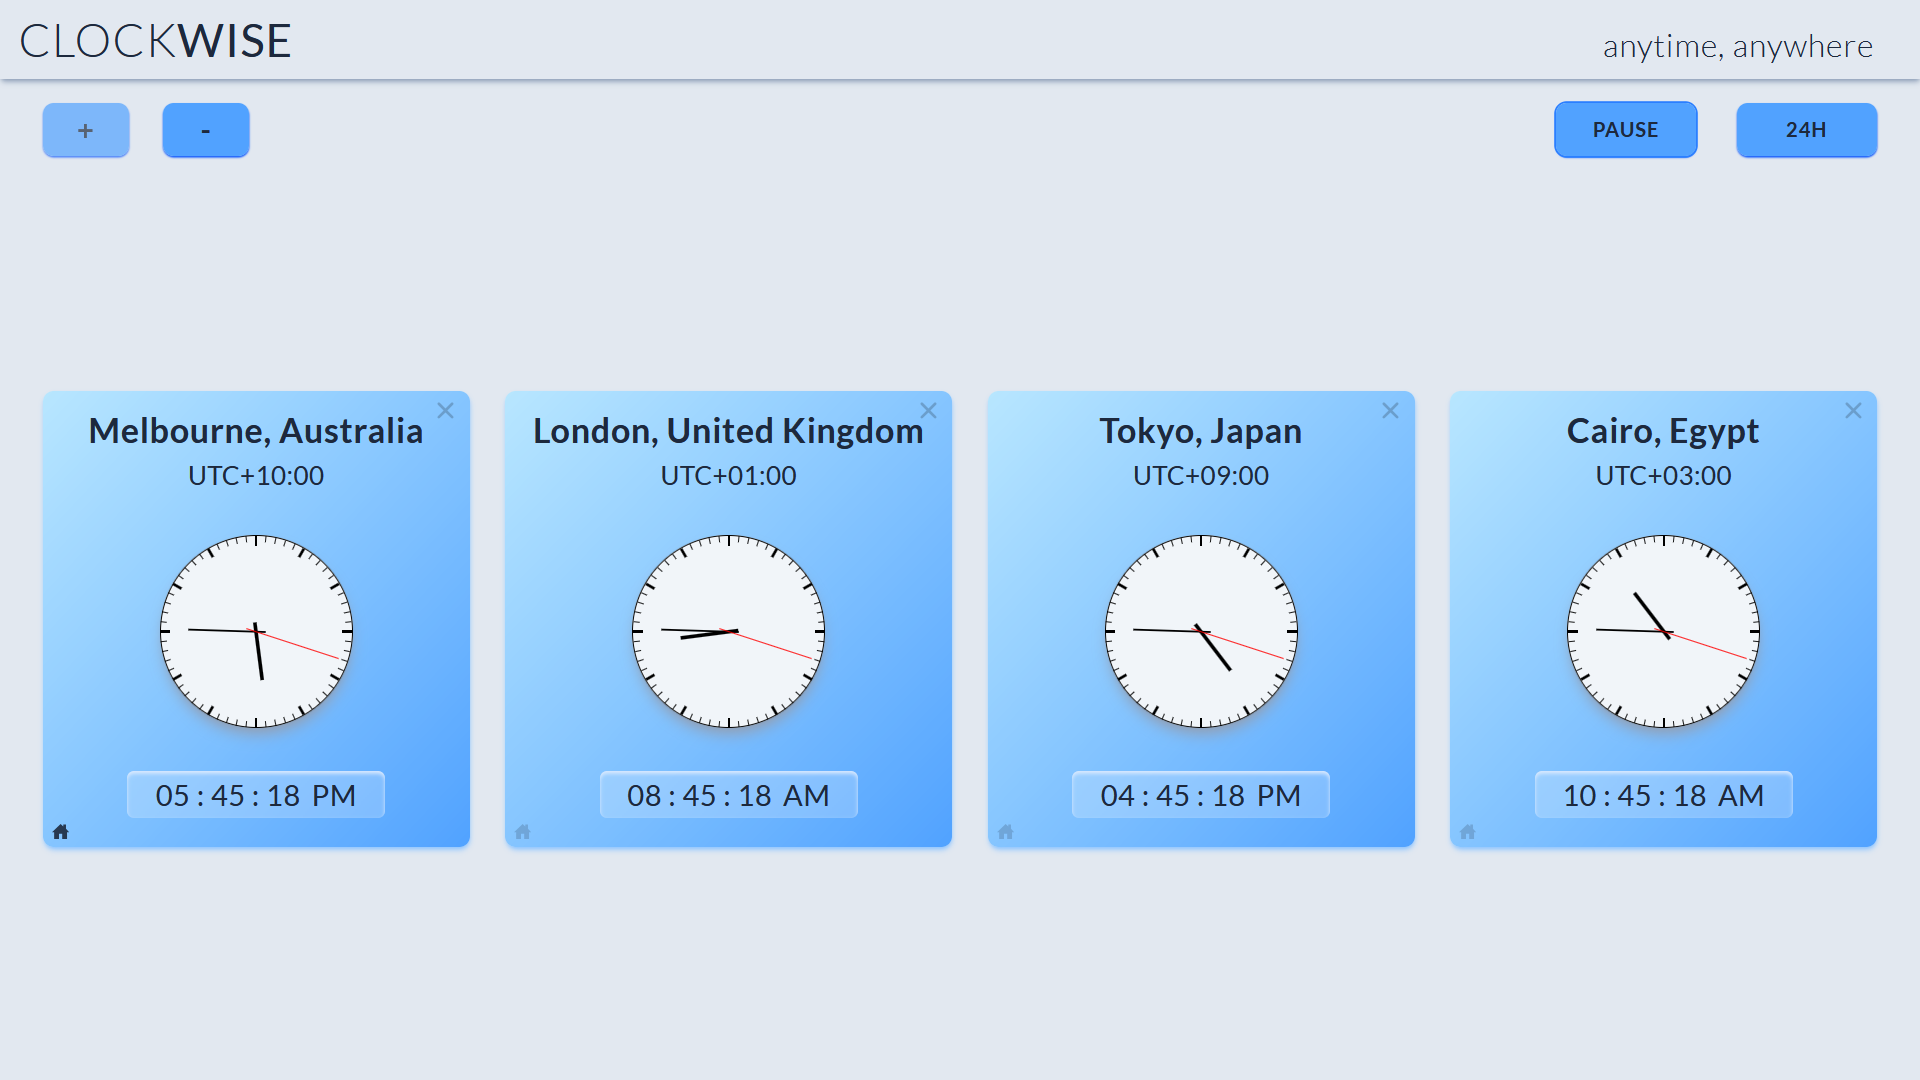 CLOCKWISE
anytime, anywhere
+
-
PAUSE
24H
Melbourne, Australia
UTC+10:00
05 : 45 : 18 PM
London, United Kingdom
UTC+01:00
08 : 45 : 18 AM
Tokyo, Japan
UTC+09:00
04 : 45 : 18 PM
Cairo, Egypt
UTC+03:00
10 : 45 : 18 AM